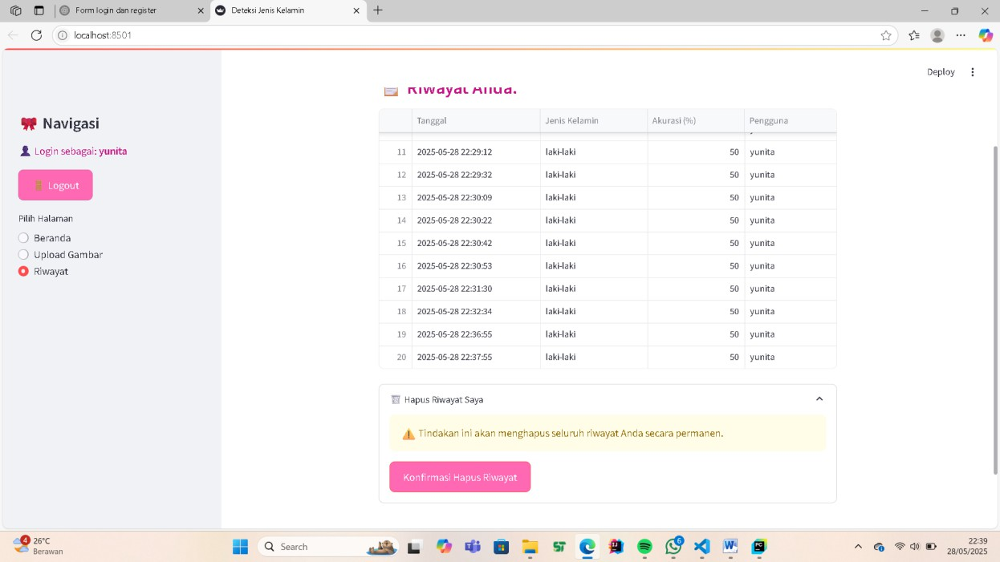 Form login dan register
Deteksi Jenis Kelamin
localhost:8501
Deploy
Navigasi
Login sebagai: yunita
Logout
Pilih Halaman
Beranda
Upload Gambar
Riwayat
Riwayat Anda:
Tanggal Jenis Kelamin Akurasi (%) Pengguna
11 2025-05-28 22:29:12 laki-laki 50 yunita
12 2025-05-28 22:29:32 laki-laki 50 yunita
13 2025-05-28 22:30:09 laki-laki 50 yunita
14 2025-05-28 22:30:22 laki-laki 50 yunita
15 2025-05-28 22:30:42 laki-laki 50 yunita
16 2025-05-28 22:30:53 laki-laki 50 yunita
17 2025-05-28 22:31:30 laki-laki 50 yunita
18 2025-05-28 22:32:34 laki-laki 50 yunita
19 2025-05-28 22:36:55 laki-laki 50 yunita
20 2025-05-28 22:37:55 laki-laki 50 yunita
Hapus Riwayat Saya
Tindakan ini akan menghapus seluruh riwayat Anda secara permanen.
Konfirmasi Hapus Riwayat
4
26°C
Berawan
Search
ST
6
W
PC
22:39
28/05/2025